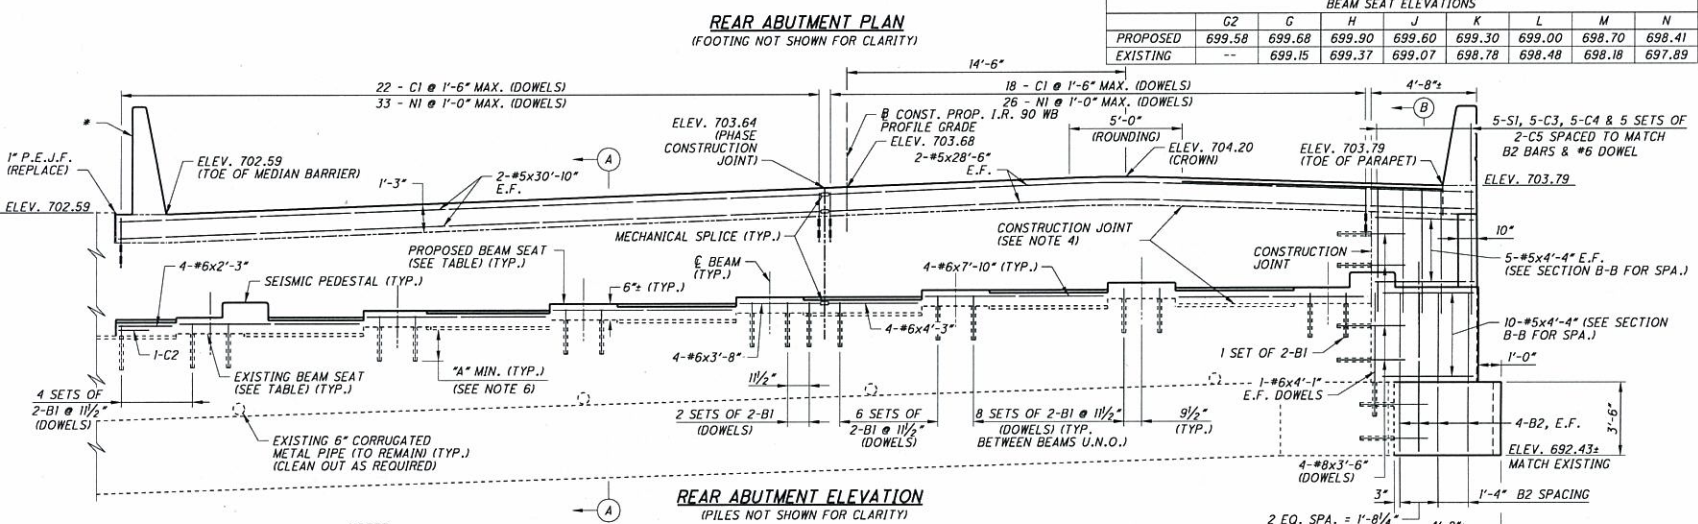 REAR ABUTMENT PLAN
(FOOTING NOT SHOWN FOR CLARITY)
BEAM SEAT ELEVATIONS
G2 G H J K L M N
PROPOSED 699.58 699.68 699.90 699.60 699.30 699.00 698.70 698.41
EXISTING -- 699.15 699.37 699.07 698.78 698.48 698.18 697.89
14'-6"
22 - C1 @ 1'-6" MAX. (DOWELS)
33 - N1 @ 1'-0" MAX. (DOWELS)
18 - C1 @ 1'-6" MAX. (DOWELS)
26 - N1 @ 1'-0" MAX. (DOWELS)
4'-8"±
B
*
1" P.E.J.F.
(REPLACE)
ELEV. 702.59
(TOE OF MEDIAN BARRIER)
ELEV. 702.59
1'-3"
2-#5x30'-10"
E.F.
A
ELEV. 703.64
(PHASE
CONSTRUCTION
JOINT)
CONST. PROP. I.R. 90 WB
PROFILE GRADE
ELEV. 703.68
2-#5x28'-6"
E.F.
5'-0"
(ROUNDING)
ELEV. 704.20
(CROWN)
ELEV. 703.79
(TOE OF PARAPET)
5-S1, 5-C3, 5-C4 & 5 SETS OF
2-C5 SPACED TO MATCH
B2 BARS & #6 DOWEL
ELEV. 703.79
MECHANICAL SPLICE (TYP.)
CONSTRUCTION JOINT
(SEE NOTE 4)
CONSTRUCTION
JOINT
10"
5-#5x4'-4" E.F.
(SEE SECTION B-B FOR SPA.)
4-#6x2'-3"
SEISMIC PEDESTAL (TYP.)
PROPOSED BEAM SEAT
(SEE TABLE) (TYP.)
6"± (TYP.)
℄ BEAM
(TYP.)
4-#6x7'-10" (TYP.)
4-#6x4'-3"
4-#6x3'-8"
10-#5x4'-4" (SEE SECTION
B-B FOR SPA.)
1-C2
EXISTING BEAM SEAT
(SEE TABLE) (TYP.)
"A" MIN. (TYP.)
(SEE NOTE 6)
11½"
1 SET OF 2-B1
1'-0"
1-#6x4'-1"
E.F. DOWELS
4 SETS OF
2-B1 @ 11½"
(DOWELS)
2 SETS OF 2-B1
(DOWELS)
6 SETS OF
2-B1 @ 11½"
(DOWELS)
8 SETS OF 2-B1 @ 11½"
(DOWELS) (TYP.
BETWEEN BEAMS U.N.O.)
9½"
(TYP.)
4-B2, E.F.
3'-6"
EXISTING 6" CORRUGATED
METAL PIPE (TO REMAIN) (TYP.)
(CLEAN OUT AS REQUIRED)
ELEV. 692.43±
MATCH EXISTING
4-#8x3'-6"
(DOWELS)
3"
1'-4" B2 SPACING
A
REAR ABUTMENT ELEVATION
(PILES NOT SHOWN FOR CLARITY)
2 EQ. SPA. = 1'-8¼"